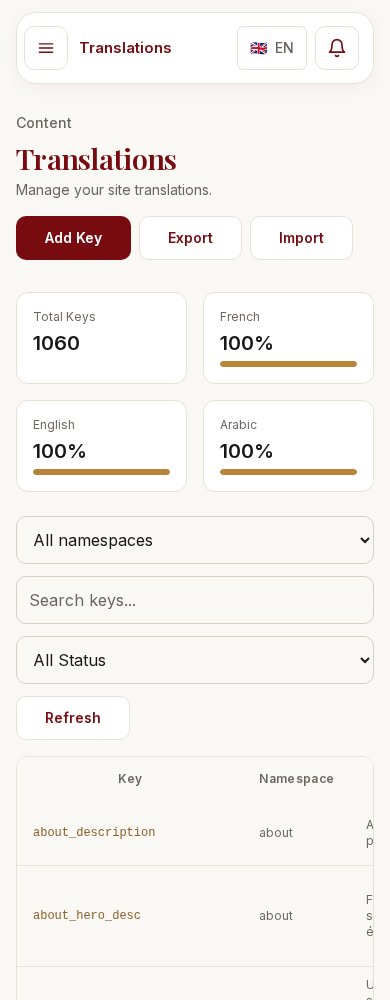 Translations
EN
Content
Translations
Manage your site translations.
Add Key
Export
Import
Total Keys
1060
French
100%
English
100%
Arabic
100%
All namespaces
Search keys...
All Status
Refresh
Key Namespace
about_description about
about_hero_desc about